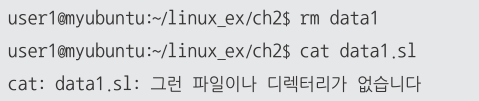 user1@myubuntu:~/linux_ex/ch2$ rm data1
user1@myubuntu:~/linux_ex/ch2$ cat data1.sl
cat: data1.sl: 그런 파일이나 디렉터리가 없습니다